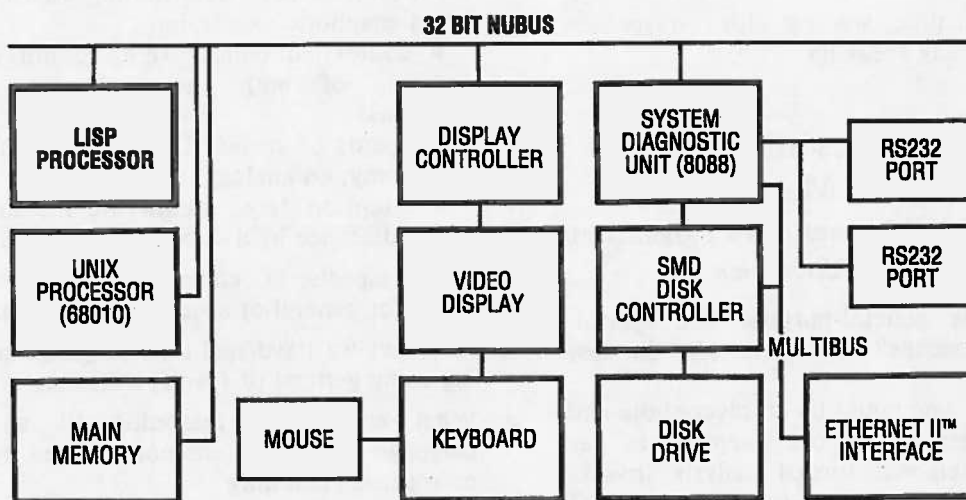 32 BIT NUBUS
LISP
PROCESSOR
DISPLAY
CONTROLLER
SYSTEM
DIAGNOSTIC
UNIT (8088)
RS232
PORT
UNIX
PROCESSOR
(68010)
VIDEO
DISPLAY
SMD
DISK
CONTROLLER
RS232
PORT
MULTIBUS
MAIN
MEMORY
MOUSE
KEYBOARD
DISK
DRIVE
ETHERNET II™
INTERFACE